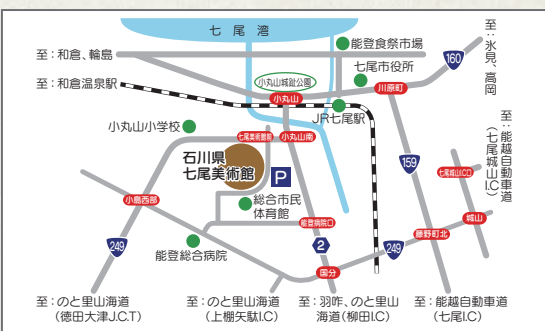 七尾湾
能登食祭市場
至：氷見、高岡
160
至：和倉、輪島
七尾市役所
小丸山城趾公園
至：和倉温泉駅
小丸山
川原町
JR七尾駅
至：能越自動車道
（七尾城山I.C）
小丸山小学校
七尾美術館前
小丸山南
石川県
七尾美術館
P
159
七尾城山I.C口
小島西部
総合市民
体育館
能登病院口
城山
藤野町北
249
能登総合病院
2
249
国分
至：のと里山海道
（徳田大津J.C.T）
至：のと里山海道
（上棚矢駄I.C）
至：羽咋、のと里山
海道（柳田I.C）
至：能越自動車道
（七尾I.C）